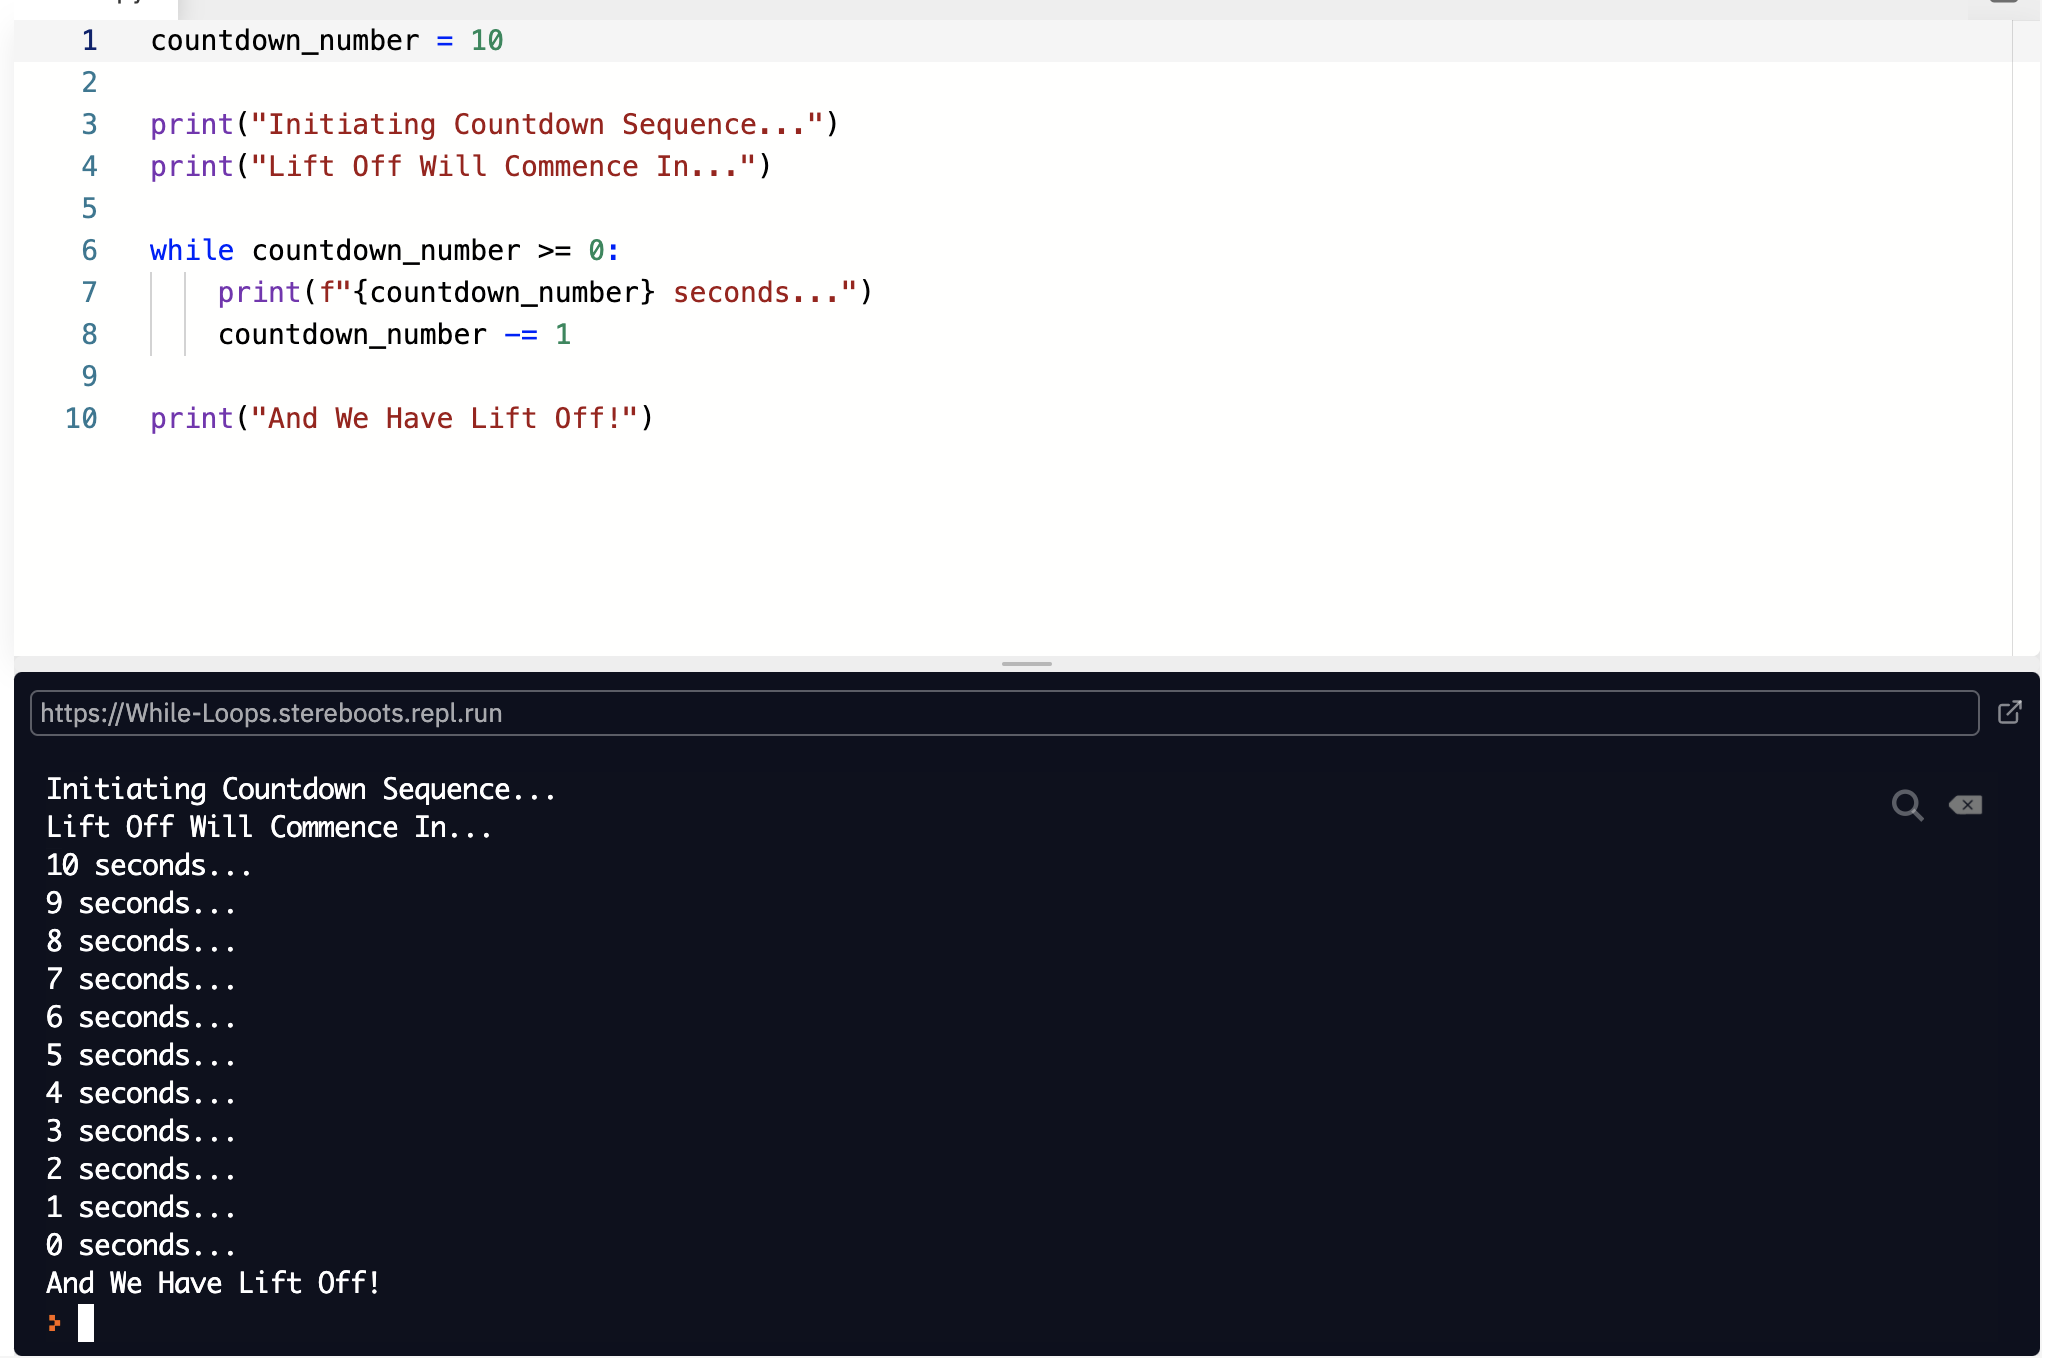 1 countdown_number = 10
2
3 print("Initiating Countdown Sequence...")
4 print("Lift Off Will Commence In...")
5
6 while countdown_number >= 0:
7     print(f"{countdown_number} seconds...")
8     countdown_number -= 1
9
10 print("And We Have Lift Off!")
https://While-Loops.stereboots.repl.run
Initiating Countdown Sequence...
Lift Off Will Commence In...
10 seconds...
9 seconds...
8 seconds...
7 seconds...
6 seconds...
5 seconds...
4 seconds...
3 seconds...
2 seconds...
1 seconds...
0 seconds...
And We Have Lift Off!